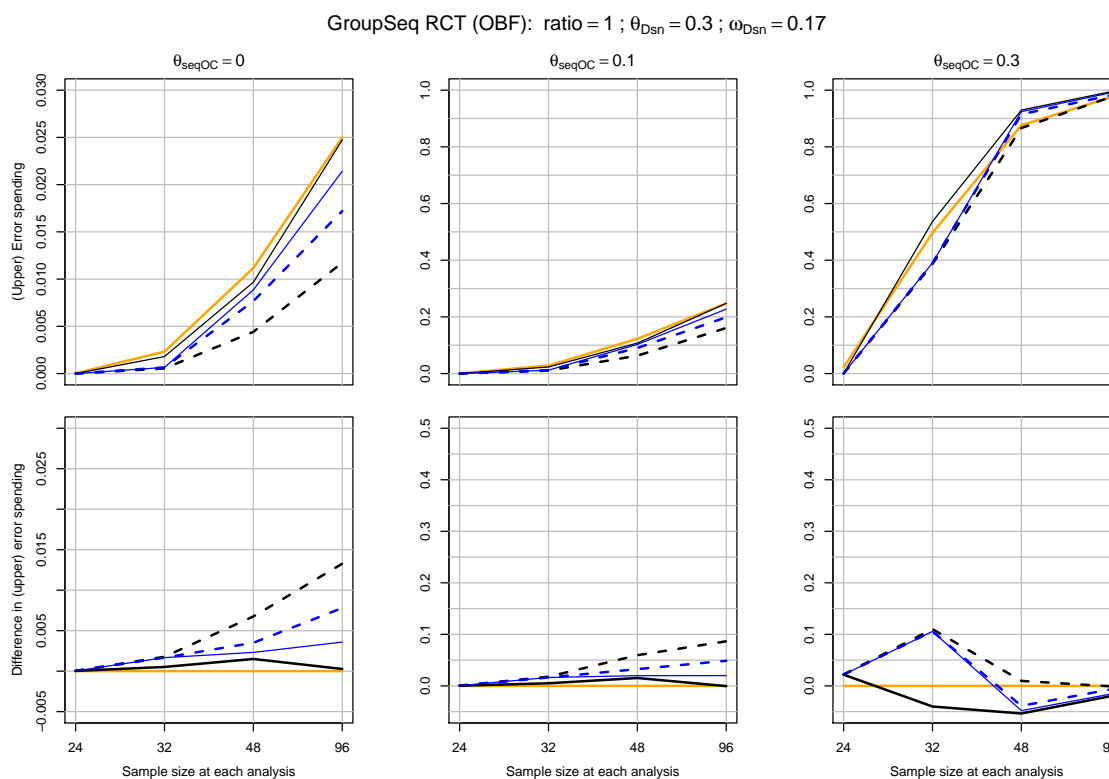 GroupSeq RCT (OBF): ratio = 1 ; θDsn = 0.3 ; ωDsn = 0.17
θseqOC = 0
θseqOC = 0.1
θseqOC = 0.3
(Upper) Error spending
0.030
0.025
0.020
0.015
0.010
0.005
0.000
1.0
0.8
0.6
0.4
0.2
0.0
1.0
0.8
0.6
0.4
0.2
0.0
Difference in (upper) error spending
0.025
0.015
0.005
−0.005
0.5
0.4
0.3
0.2
0.1
0.0
0.5
0.4
0.3
0.2
0.1
0.0
24 32 48 96
24 32 48 96
24 32 48
Sample size at each analysis
Sample size at each analysis
Sample size at each analysis